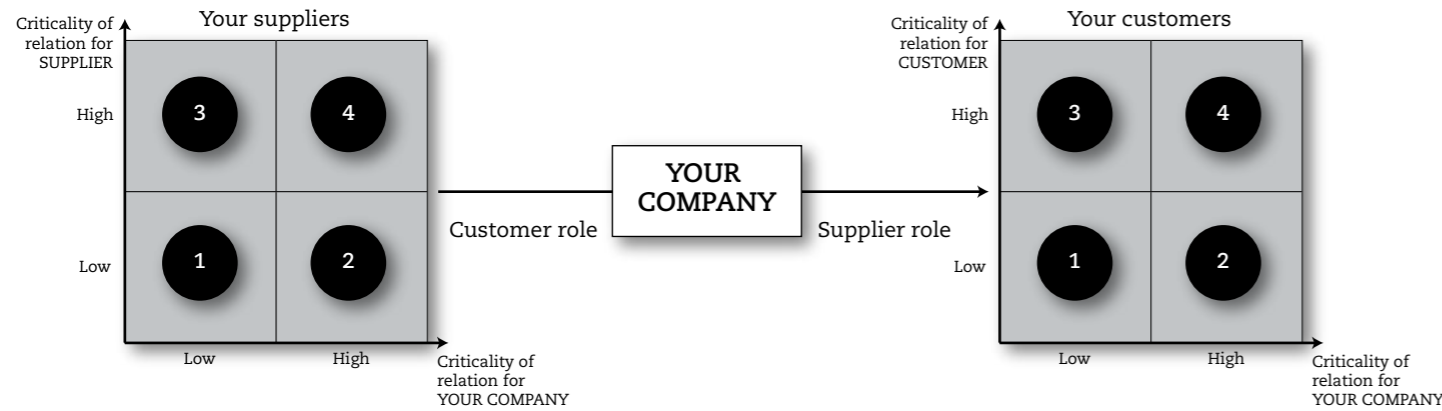 Your suppliers
Criticality of
relation for
SUPPLIER
High
Low
3
4
1
2
Low
High
Criticality of
relation for
YOUR COMPANY
Customer role
YOUR
COMPANY
Supplier role
Your customers
Criticality of
relation for
CUSTOMER
High
Low
3
4
1
2
Low
High
Criticality of
relation for
YOUR COMPANY